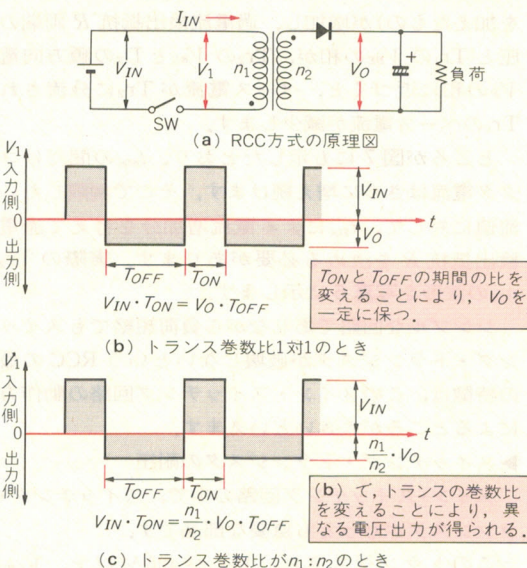 I_IN
V_IN
V_1
n_1
n_2
V_O
+
負荷
SW
(a) RCC方式の原理図
V_1
入力側
0
出力側
V_IN
t
V_O
T_OFF
T_ON
V_IN・T_ON=V_O・T_OFF
T_ONとT_OFFの期間の比を
変えることにより，V_Oを
一定に保つ．
(b) トランス巻数比1対1のとき
V_1
入力側
0
出力側
V_IN
t
n_1/n_2・V_O
T_OFF
T_ON
V_IN・T_ON=n_1/n_2・V_O・T_OFF
(b)で，トランスの巻数比
を変えることにより，異
なる電圧出力が得られる．
(c) トランス巻数比がn_1:n_2のとき